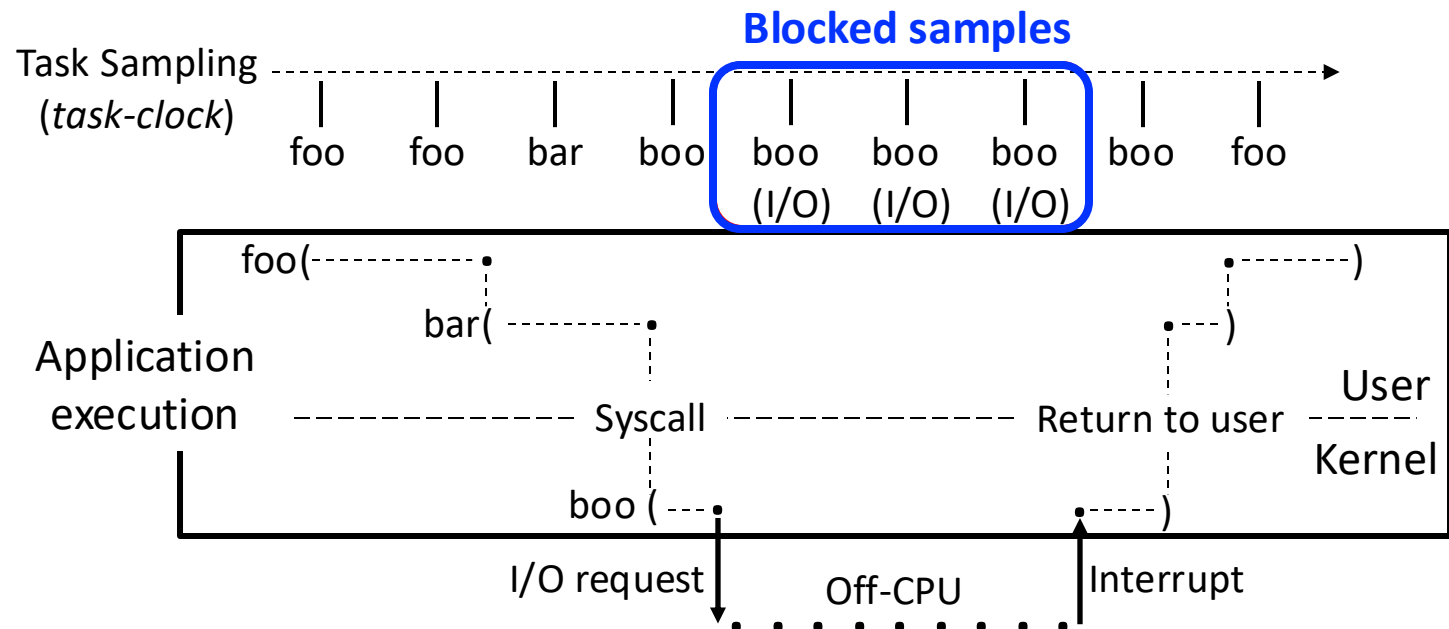 Blocked samples
Task Sampling
(task-clock)
foo foo bar boo boo boo boo boo foo
(I/O) (I/O) (I/O)
foo( )
bar( )
Application
execution
Syscall Return to user User
Kernel
boo ( )
I/O request Off-CPU Interrupt